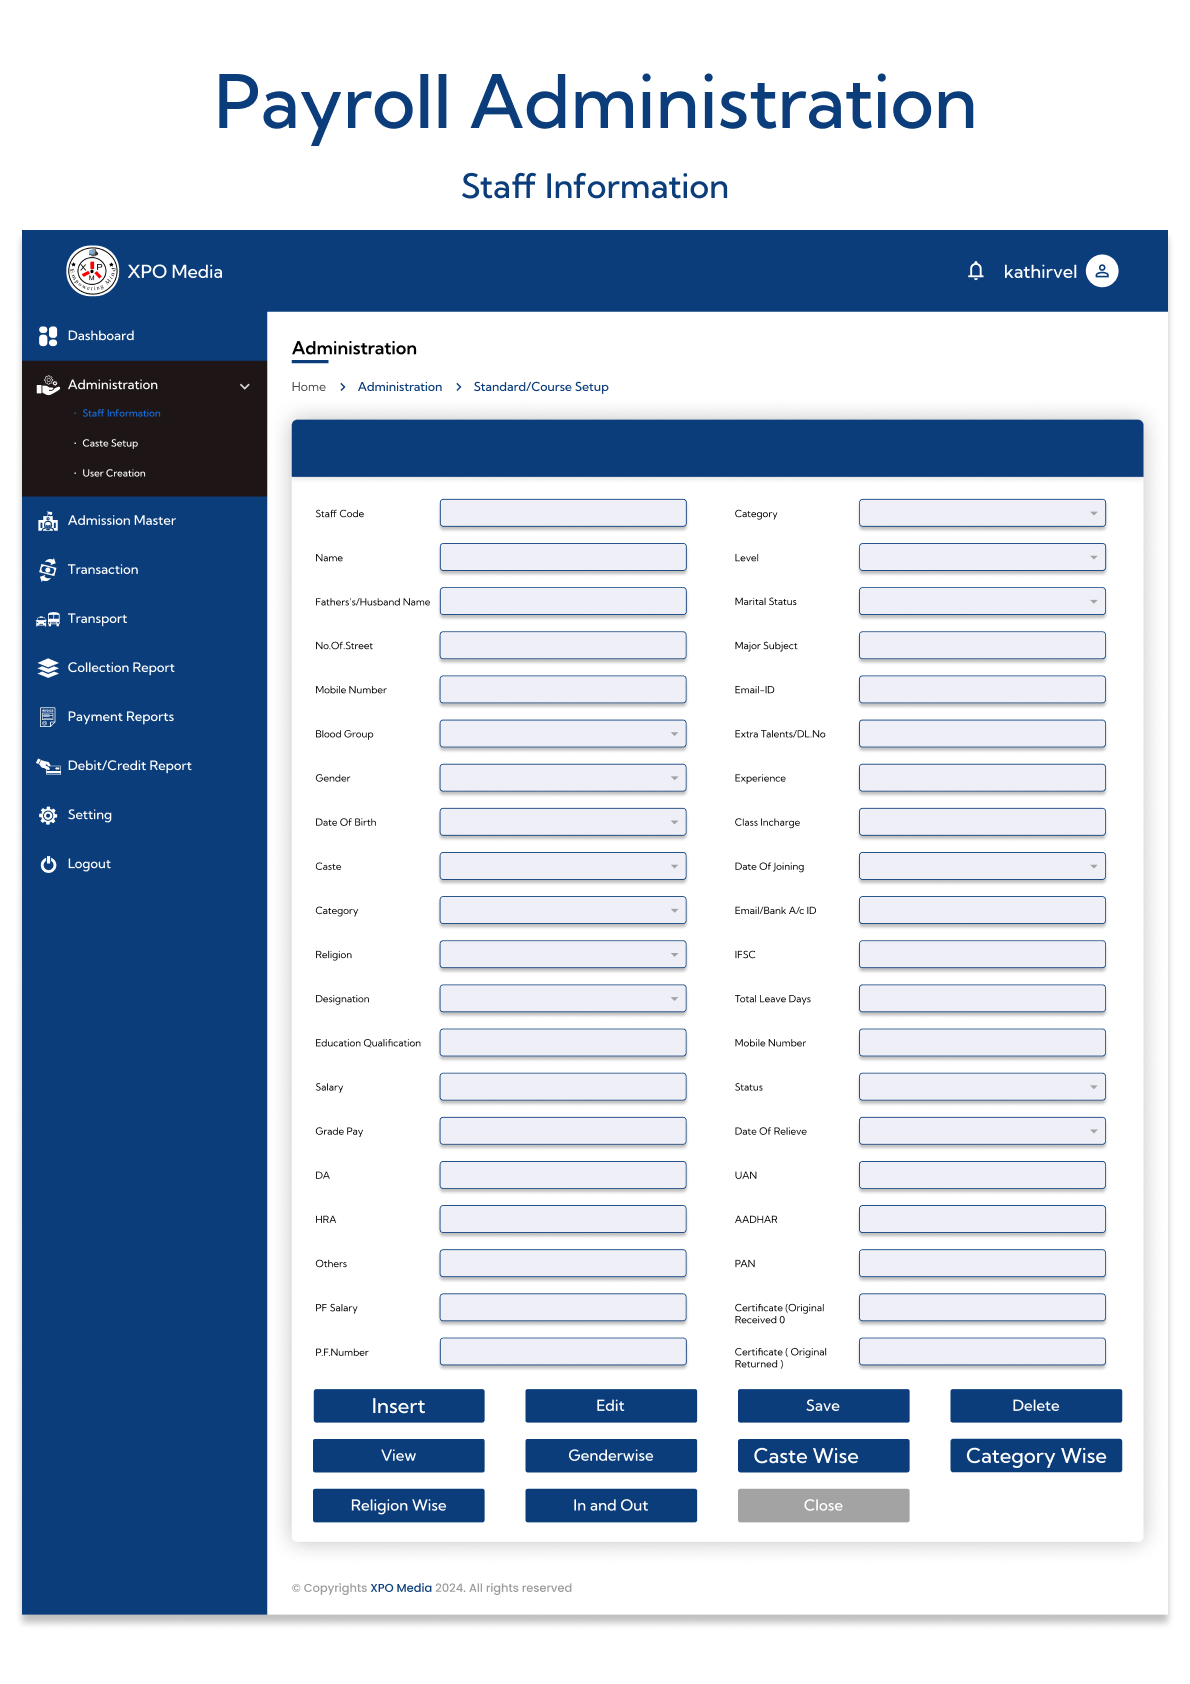 Payroll Administration
Staff Information
XPO Media
kathirvel
Dashboard
Administration
· Staff Information
· Caste Setup
· User Creation
Admission Master
Transaction
Transport
Collection Report
Payment Reports
Debit/Credit Report
Setting
Logout
Administration
Home > Administration > Standard/Course Setup
Staff Code
Category
Name
Level
Fathers's/Husband Name
Marital Status
No.Of.Street
Major Subject
Mobile Number
Email-ID
Blood Group
Extra Talents/DL.No
Gender
Experience
Date Of Birth
Class Incharge
Caste
Date Of Joining
Category
Email/Bank A/c ID
Religion
IFSC
Designation
Total Leave Days
Education Qualification
Mobile Number
Salary
Status
Grade Pay
Date Of Relieve
DA
UAN
HRA
AADHAR
Others
PAN
PF Salary
Certificate (Original
Received 0
P.F.Number
Certificate ( Original
Returned )
Insert
Edit
Save
Delete
View
Genderwise
Caste Wise
Category Wise
Religion Wise
In and Out
Close
© Copyrights XPO Media 2024. All rights reserved